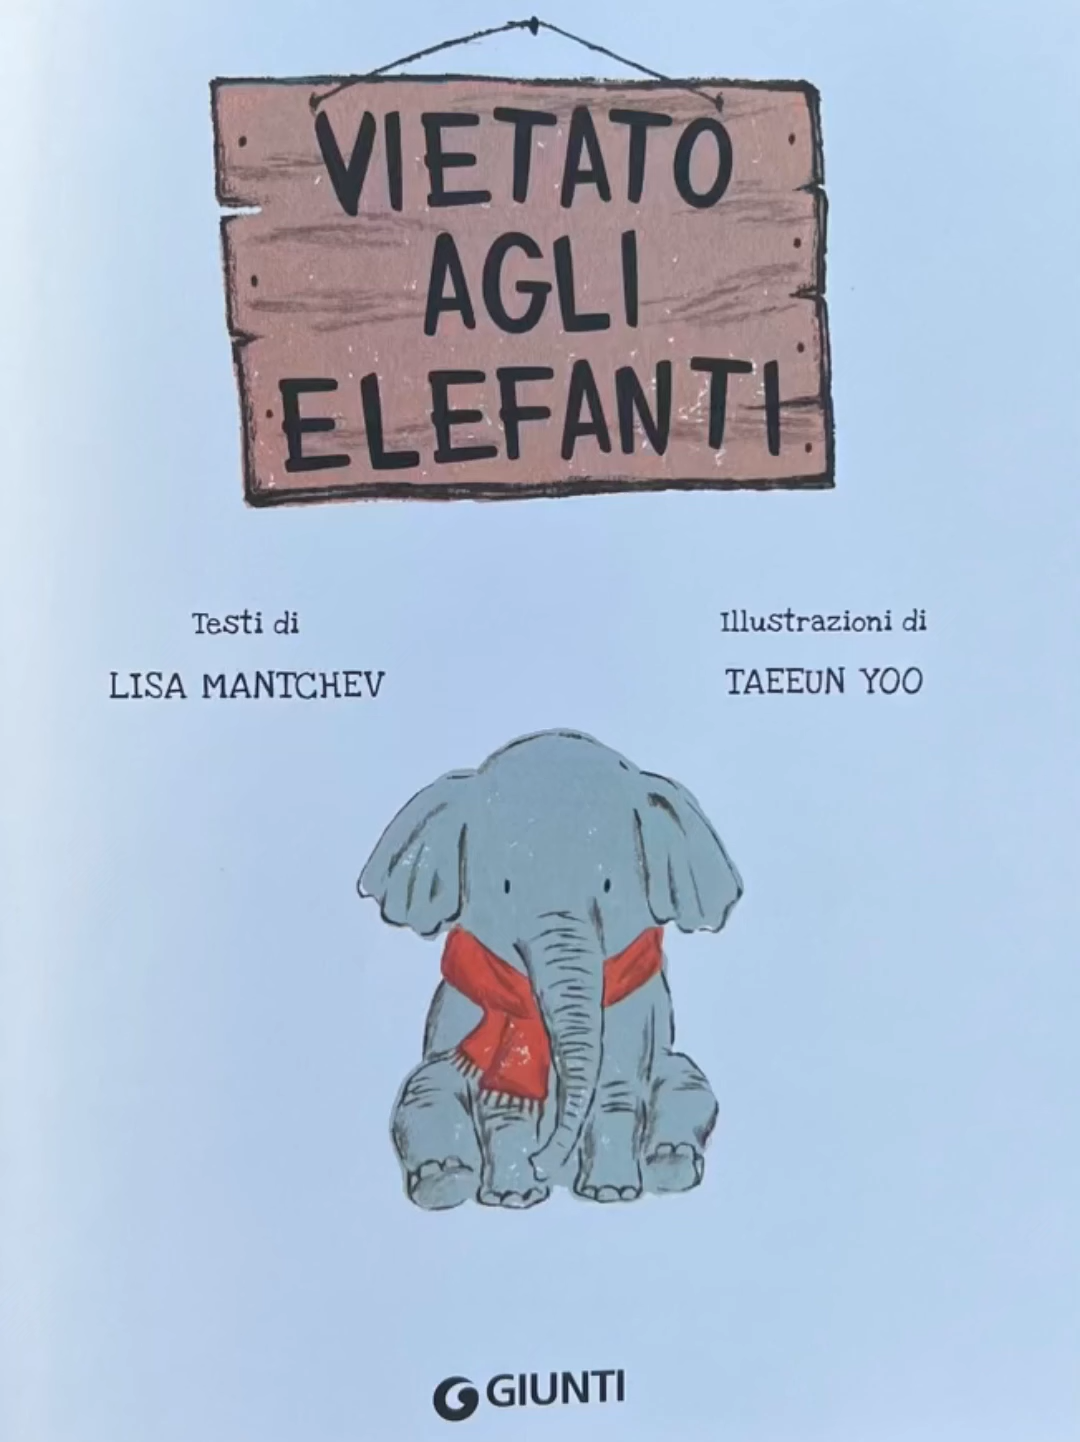 VIETATO
AGLI
ELEFANTI
Testi di
LISA MANTCHEV
Illustrazioni di
TAEEUN YOO
GIUNTI